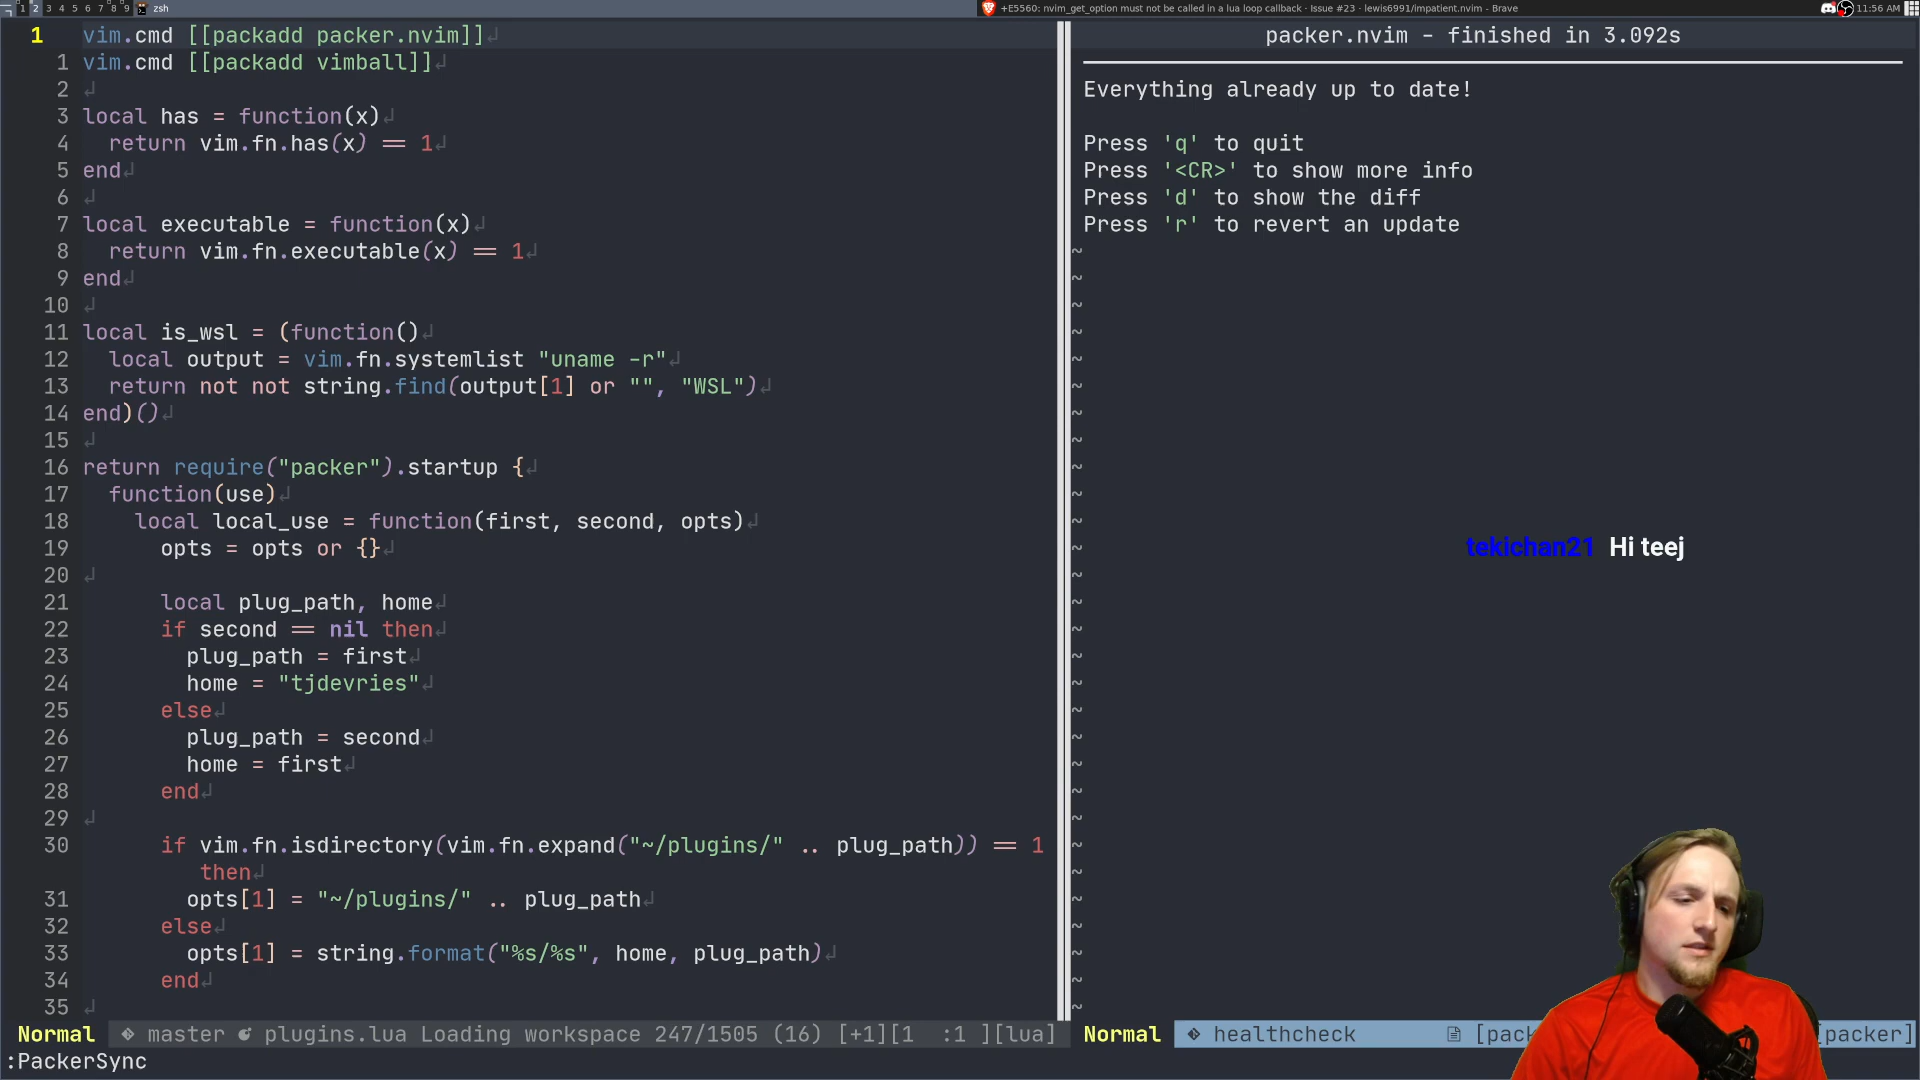 1 2 3 4 5 6 7 8 9 zsh
+E5560: nvim_get_option must not be called in a lua loop callback · Issue #23 · lewis6991/impatient.nvim - Brave
11:56 AM
1 vim.cmd [[packadd packer.nvim]]
1 vim.cmd [[packadd vimball]]
2
3 local has = function(x)
4 return vim.fn.has(x) == 1
5 end
6
7 local executable = function(x)
8 return vim.fn.executable(x) == 1
9 end
10
11 local is_wsl = (function()
12 local output = vim.fn.systemlist "uname -r"
13 return not not string.find(output[1] or "", "WSL")
14 end)()
15
16 return require("packer").startup {
17 function(use)
18 local local_use = function(first, second, opts)
19 opts = opts or {}
20
21 local plug_path, home
22 if second == nil then
23 plug_path = first
24 home = "tjdevries"
25 else
26 plug_path = second
27 home = first
28 end
29
30 if vim.fn.isdirectory(vim.fn.expand("~/plugins/" .. plug_path)) == 1
then
31 opts[1] = "~/plugins/" .. plug_path
32 else
33 opts[1] = string.format("%s/%s", home, plug_path)
34 end
35
Normal master plugins.lua Loading workspace 247/1505 (16) [+1][1 :1 ][lua]
:PackerSync
packer.nvim - finished in 3.092s
Everything already up to date!
Press 'q' to quit
Press '<CR>' to show more info
Press 'd' to show the diff
Press 'r' to revert an update
tekichan21 Hi teej
Normal healthcheck [pack packer]